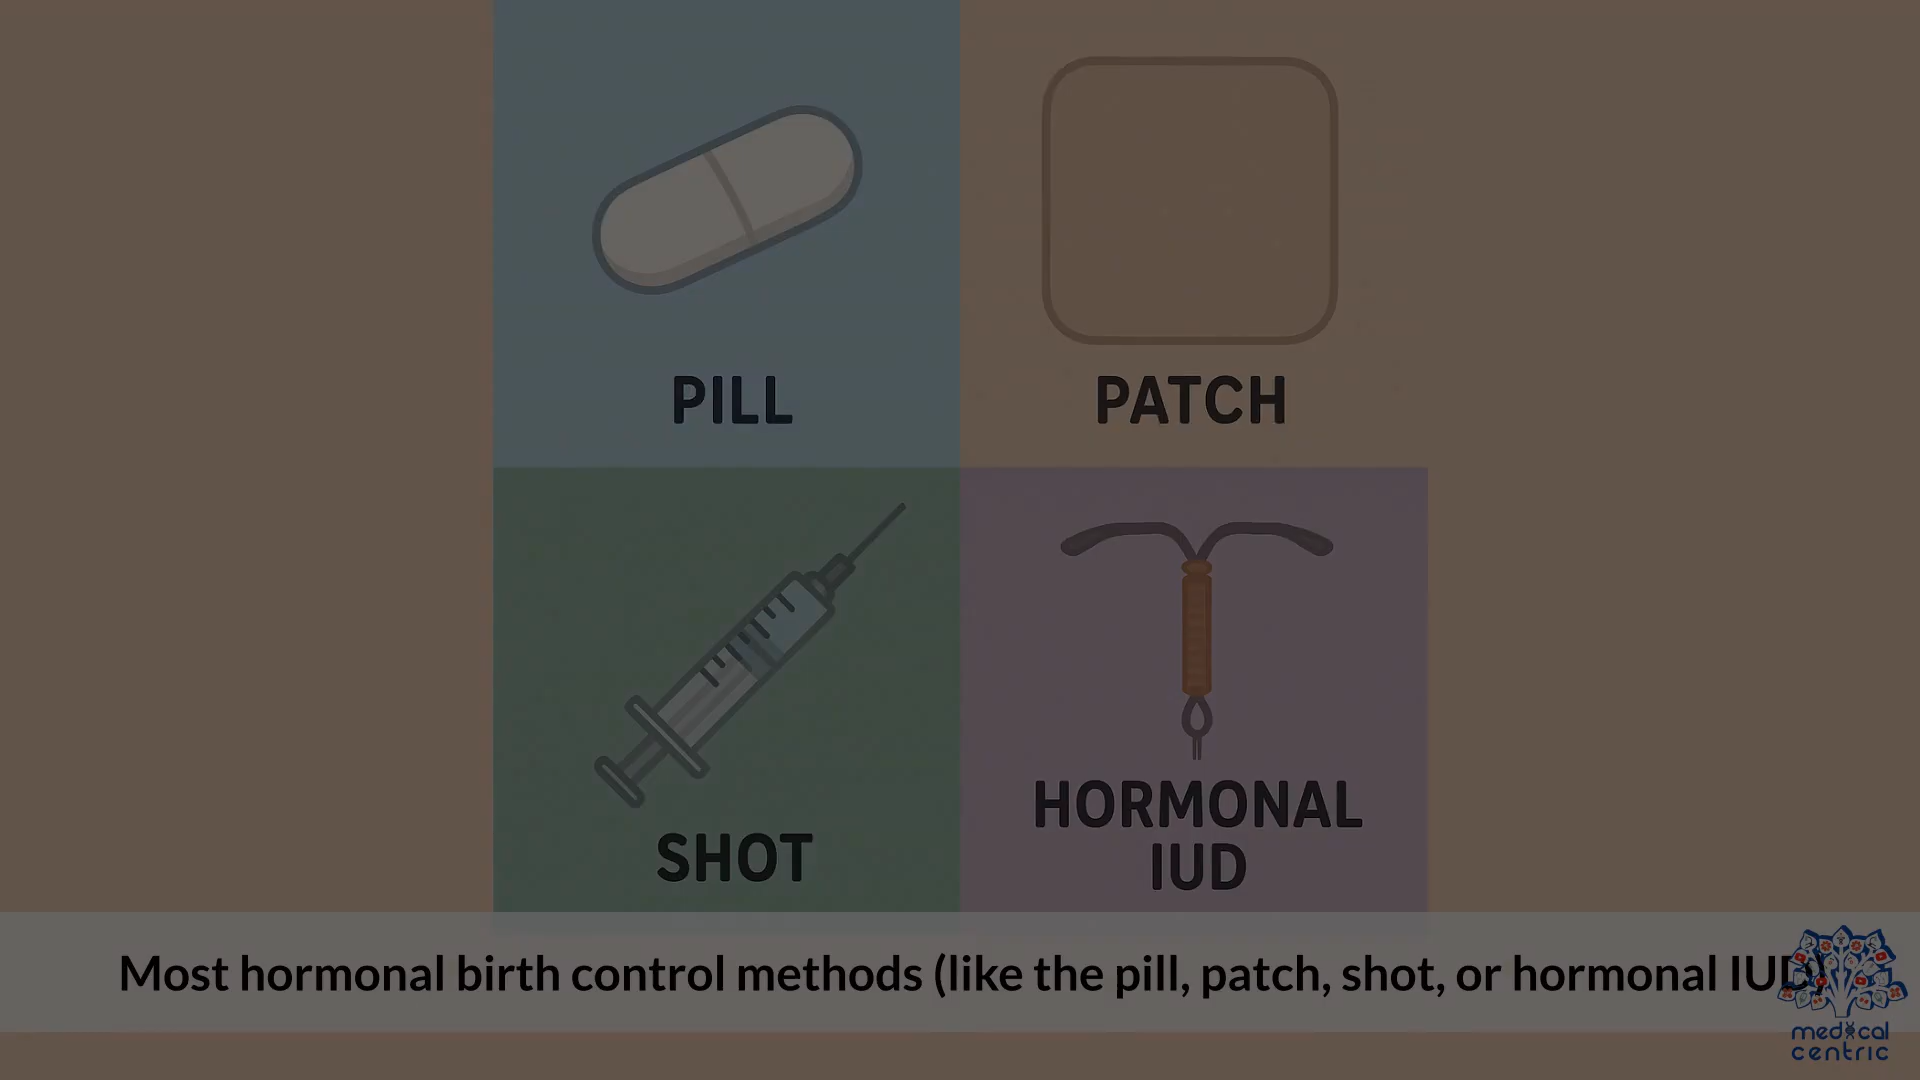 PILL
PATCH
SHOT
HORMONAL
IUD
Most hormonal birth control methods (like the pill, patch, shot, or hormonal IUD)
medical
centric